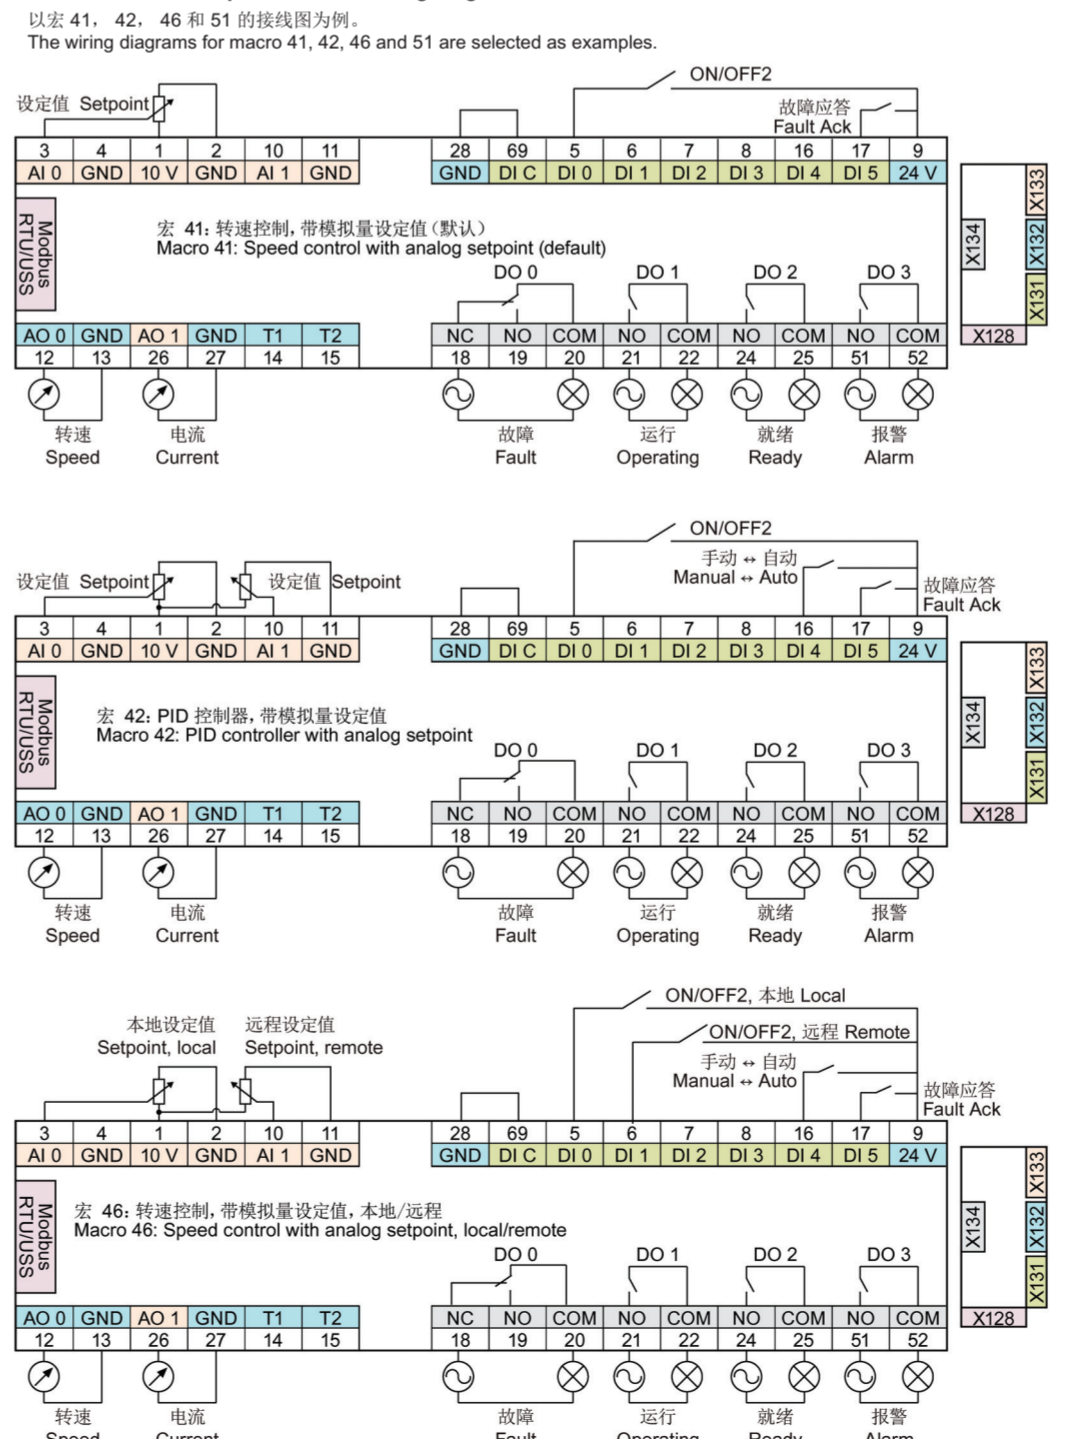 以宏 41， 42， 46 和 51 的接线图为例。
The wiring diagrams for macro 41, 42, 46 and 51 are selected as examples.
ON/OFF2
设定值 Setpoint
故障应答
Fault Ack
3 4 1 2 10 11 28 69 5 6 7 8 16 17 9
AI 0 GND 10 V GND AI 1 GND GND DI C DI 0 DI 1 DI 2 DI 3 DI 4 DI 5 24 V
Modbus
RTU/USS
宏 41: 转速控制, 带模拟量设定值（默认）
Macro 41: Speed control with analog setpoint (default)
DO 0 DO 1 DO 2 DO 3
X133
X134
X132
X131
X128
AO 0 GND AO 1 GND T1 T2 NC NO COM NO COM NO COM NO COM
12 13 26 27 14 15 18 19 20 21 22 24 25 51 52
转速 电流 故障 运行 就绪 报警
Speed Current Fault Operating Ready Alarm
ON/OFF2
手动 ↔ 自动
Manual ↔ Auto
设定值 Setpoint
设定值 Setpoint
故障应答
Fault Ack
3 4 1 2 10 11 28 69 5 6 7 8 16 17 9
AI 0 GND 10 V GND AI 1 GND GND DI C DI 0 DI 1 DI 2 DI 3 DI 4 DI 5 24 V
Modbus
RTU/USS
宏 42: PID 控制器, 带模拟量设定值
Macro 42: PID controller with analog setpoint
DO 0 DO 1 DO 2 DO 3
X133
X134
X132
X131
X128
AO 0 GND AO 1 GND T1 T2 NC NO COM NO COM NO COM NO COM
12 13 26 27 14 15 18 19 20 21 22 24 25 51 52
转速 电流 故障 运行 就绪 报警
Speed Current Fault Operating Ready Alarm
ON/OFF2, 本地 Local
本地设定值 远程设定值
Setpoint, local Setpoint, remote
ON/OFF2, 远程 Remote
手动 ↔ 自动
Manual ↔ Auto
故障应答
Fault Ack
3 4 1 2 10 11 28 69 5 6 7 8 16 17 9
AI 0 GND 10 V GND AI 1 GND GND DI C DI 0 DI 1 DI 2 DI 3 DI 4 DI 5 24 V
Modbus
RTU/USS
宏 46: 转速控制, 带模拟量设定值, 本地/远程
Macro 46: Speed control with analog setpoint, local/remote
DO 0 DO 1 DO 2 DO 3
X133
X134
X132
X131
X128
AO 0 GND AO 1 GND T1 T2 NC NO COM NO COM NO COM NO COM
12 13 26 27 14 15 18 19 20 21 22 24 25 51 52
转速 电流 故障 运行 就绪 报警
Speed Current Fault Operating Ready Alarm